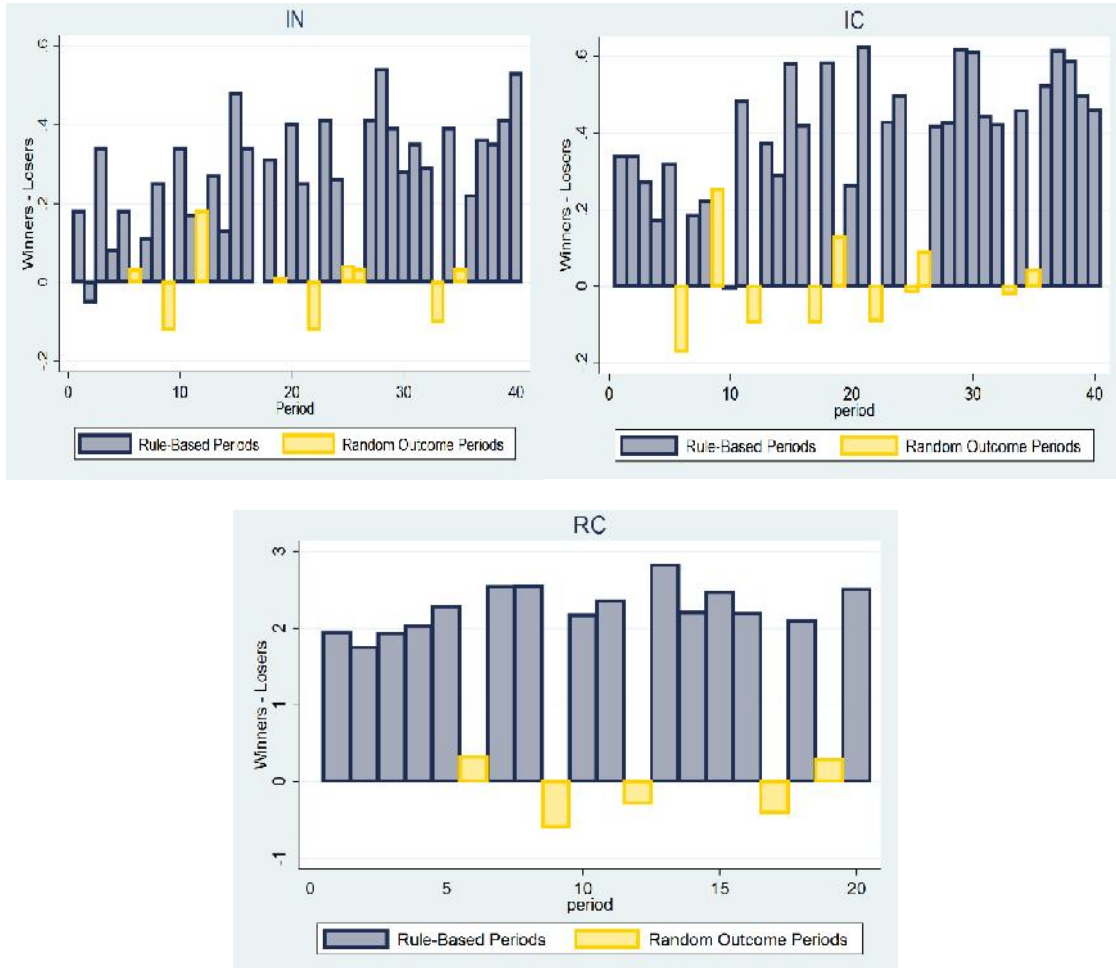 IN
Winners - Losers
.6
.4
.2
0
-.2
0 10 20 30 40
Period
Rule-Based Periods Random Outcome Periods
IC
Winners - Losers
.6
.4
.2
0
-.2
0 10 20 30 40
period
Rule-Based Periods Random Outcome Periods
RC
Winners - Losers
3
2
1
0
-1
0 5 10 15 20
period
Rule-Based Periods Random Outcome Periods